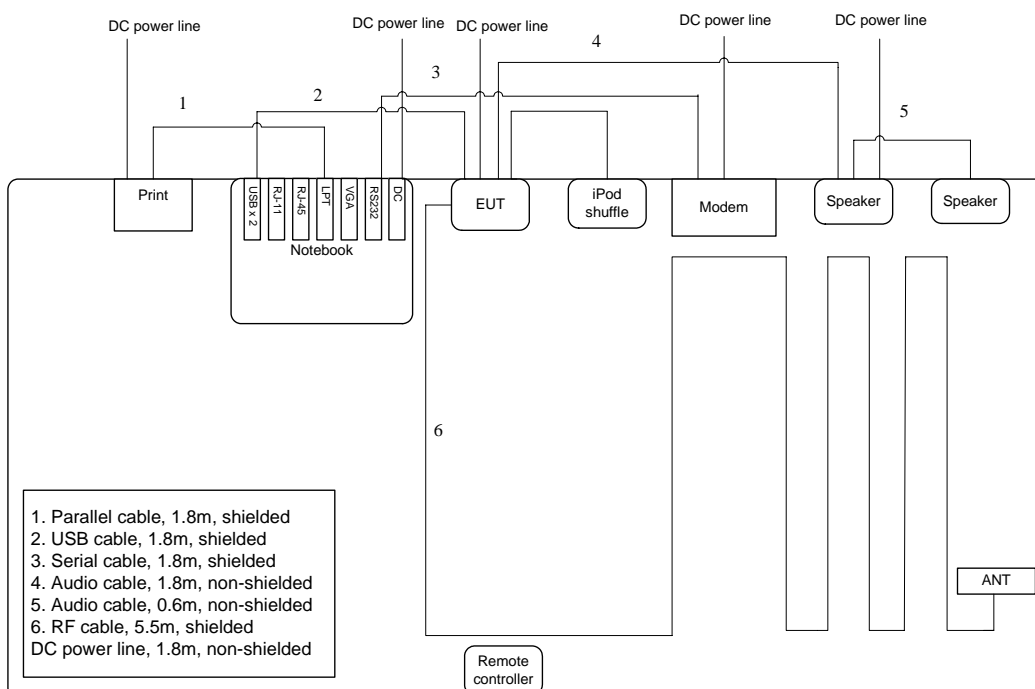 DC power line
DC power line
DC power line
DC power line
DC power line
4
3
1
2
5
Print
USB x 2
RJ-11
RJ-45
LPT
VGA
RS232
DC
Notebook
EUT
iPod
shuffle
Modem
Speaker
Speaker
6
1. Parallel cable, 1.8m, shielded
2. USB cable, 1.8m, shielded
3. Serial cable, 1.8m, shielded
4. Audio cable, 1.8m, non-shielded
5. Audio cable, 0.6m, non-shielded
6. RF cable, 5.5m, shielded
DC power line, 1.8m, non-shielded
ANT
Remote
controller